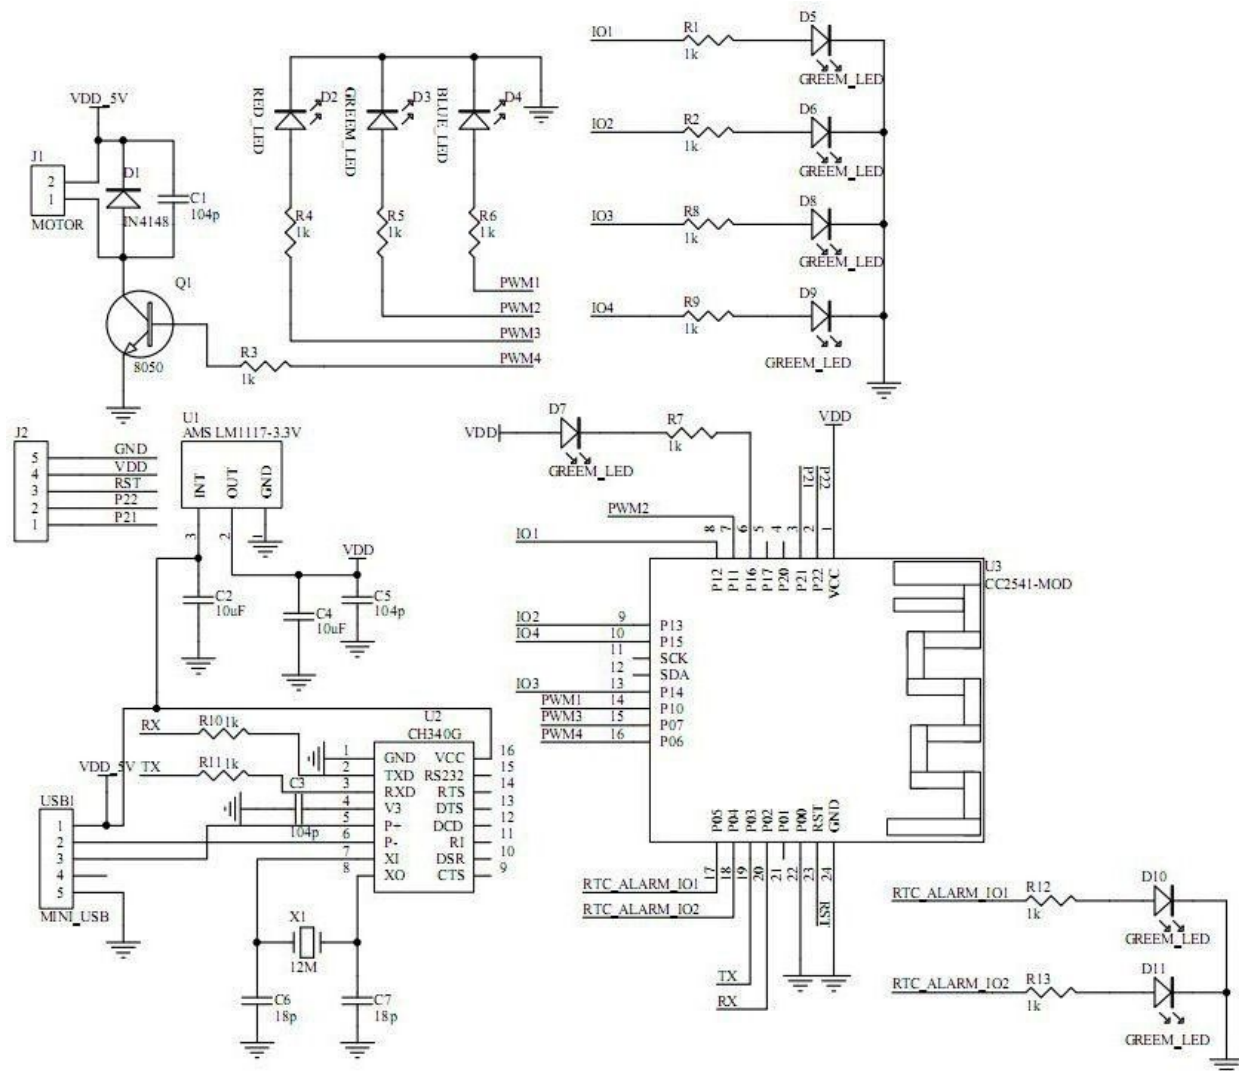 VDD_5V
J1
2
1
MOTOR
D1
IN4148
C1
104p
Q1
8050
R3
1k
RED_LED
D2
GREEM_LED
D3
BLUE_LED
D4
R4
1k
R5
1k
R6
1k
PWM1
PWM2
PWM3
PWM4
IO1
R1
1k
D5
GREEM_LED
IO2
R2
1k
D6
GREEM_LED
IO3
R8
1k
D8
GREEM_LED
IO4
R9
1k
D9
GREEM_LED
J2
5
4
3
2
1
GND
VDD
RST
P22
P21
U1
AMS LM1117-3.3V
INT
OUT
GND
3
2
1
VDD
C2
10uF
C4
10uF
C5
104p
VDD
D7
GREEM_LED
R7
1k
VDD
P21
P22
PWM2
IO1
8
7
6
5
4
3
2
1
P12
P11
P16
P17
P20
P21
P22
VCC
U3
CC2541-MOD
IO2
9
P13
IO4
10
P15
11
SCK
12
SDA
IO3
13
P14
PWM1
14
P10
PWM3
15
P07
PWM4
16
P06
P05
P04
P03
P02
P01
P00
RST
GND
17
18
19
20
21
22
23
24
RTC_ALARM_IO1
RTC_ALARM_IO2
RST
TX
RX
RX
R10 1k
VDD_5V
TX
R11 1k
C3
104p
U2
CH340G
1
GND
VCC
16
2
TXD
RS232
15
3
RXD
RTS
14
4
V3
DTS
13
5
P+
DCD
12
6
P-
RI
11
7
XI
DSR
10
8
XO
CTS
9
USB1
1
2
3
4
5
MINI_USB
X1
12M
C6
18p
C7
18p
RTC_ALARM_IO1
R12
1k
D10
GREEM_LED
RTC_ALARM_IO2
R13
1k
D11
GREEM_LED